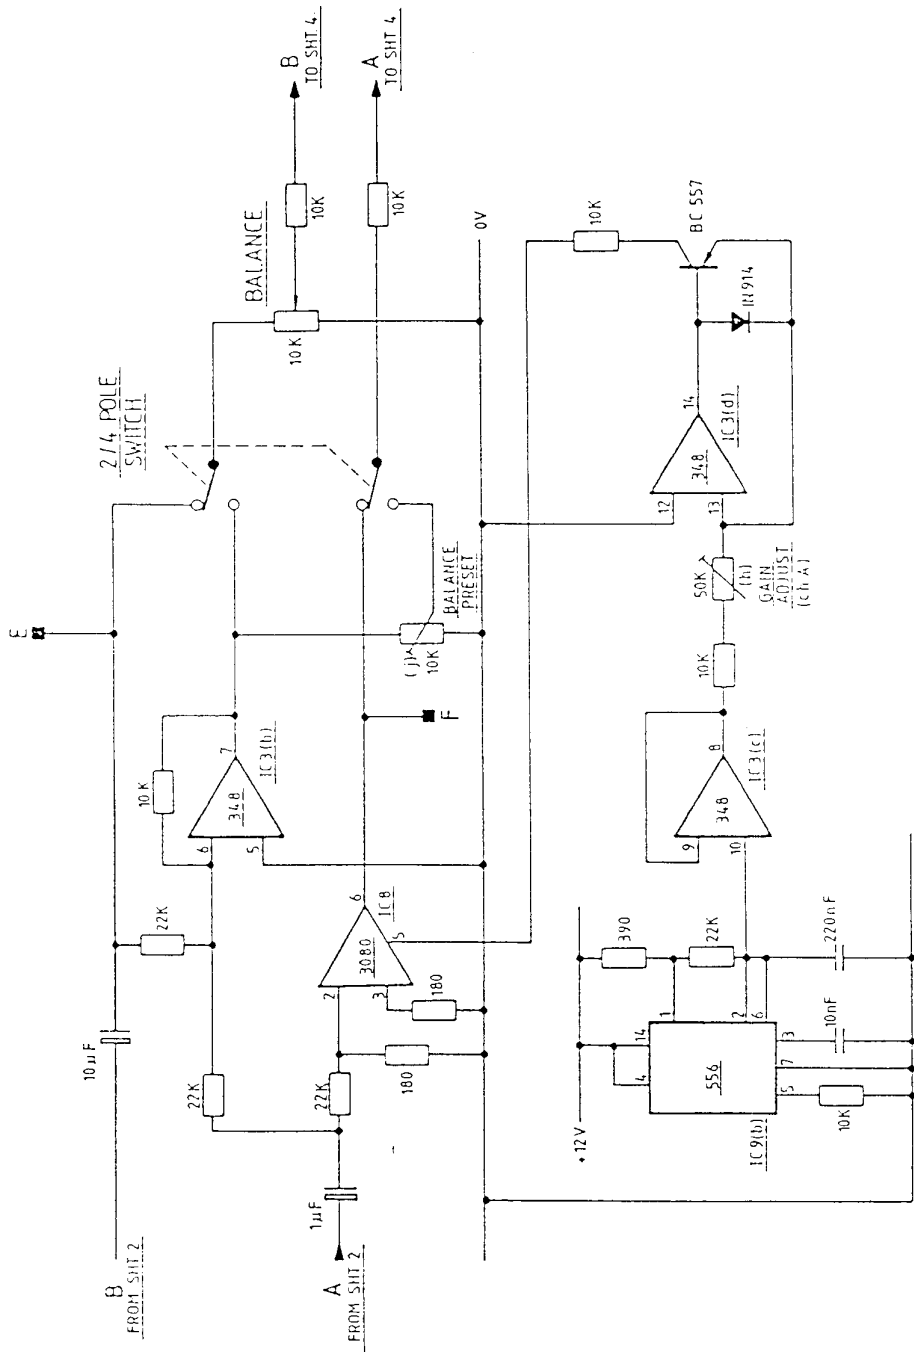 B
FROM SHT 2
10µF
E
2/4 POLE
SWITCH
BALANCE
10K
10K
B
TO SHT 4
A
TO SHT 4
10K
22K
10K
6
5
7
348
IC3(b)
22K
A
FROM SHT 2
1µF
22K
180
2
3
180
3080
6
5
IC8
F
(j)
10K
BALANCE
PRESET
0V
+12V
4
14
556
IC9(b)
1
2
6
3
7
5
390
22K
220nF
10nF
10K
9
10
348
8
IC3(c)
10K
50K
(h)
GAIN
ADJUST
(ch A)
12
13
348
14
IC3(d)
IN914
BC 557
10K